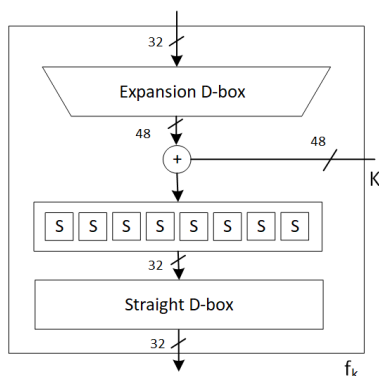 32
Expansion D-box
48
48
+
K
S S S S S S S S
32
Straight D-box
32
fk